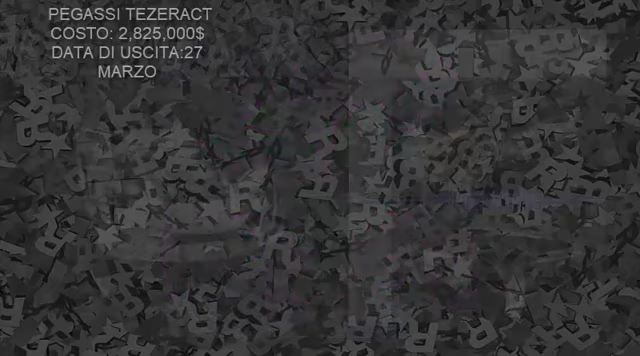 PEGASSI TEZERACT
COSTO: 2,825,000$
DATA DI USCITA:27
MARZO